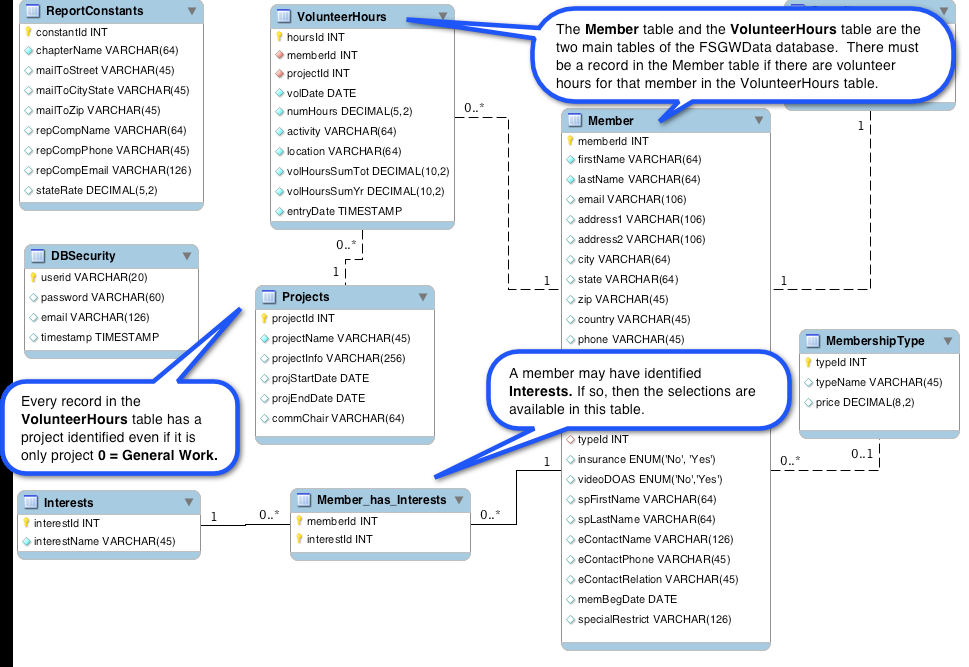 ReportConstants
constantId INT
chapterName VARCHAR(64)
mailToStreet VARCHAR(45)
mailToCityState VARCHAR(45)
mailToZip VARCHAR(45)
repCompName VARCHAR(64)
repCompPhone VARCHAR(45)
repCompEmail VARCHAR(126)
stateRate DECIMAL(5,2)
VolunteerHours
hoursId INT
memberId INT
projectId INT
volDate DATE
numHours DECIMAL(5,2)
activity VARCHAR(64)
location VARCHAR(64)
volHoursSumTot DECIMAL(10,2)
volHoursSumYr DECIMAL(10,2)
entryDate TIMESTAMP
The Member table and the VolunteerHours table are the
two main tables of the FSGWData database. There must
be a record in the Member table if there are volunteer
hours for that member in the VolunteerHours table.
0..*
1
1
1
0..*
1
Member
memberId INT
firstName VARCHAR(64)
lastName VARCHAR(64)
email VARCHAR(106)
address1 VARCHAR(106)
address2 VARCHAR(106)
city VARCHAR(64)
state VARCHAR(64)
zip VARCHAR(45)
country VARCHAR(45)
phone VARCHAR(45)
typeId INT
insurance ENUM('No', 'Yes')
videoDOAS ENUM('No','Yes')
spFirstName VARCHAR(64)
spLastName VARCHAR(64)
eContactName VARCHAR(126)
eContactPhone VARCHAR(45)
eContactRelation VARCHAR(45)
memBegDate DATE
specialRestrict VARCHAR(126)
DBSecurity
userid VARCHAR(20)
password VARCHAR(60)
email VARCHAR(126)
timestamp TIMESTAMP
Projects
projectId INT
projectName VARCHAR(45)
projectInfo VARCHAR(256)
projStartDate DATE
projEndDate DATE
commChair VARCHAR(64)
MembershipType
typeId INT
typeName VARCHAR(45)
price DECIMAL(8,2)
A member may have identified
Interests. If so, then the selections are
available in this table.
Every record in the
VolunteerHours table has a
project identified even if it is
only project 0 = General Work.
0..1
0..*
1
Interests
interestId INT
interestName VARCHAR(45)
1
0..*
Member_has_Interests
memberId INT
interestId INT
0..*